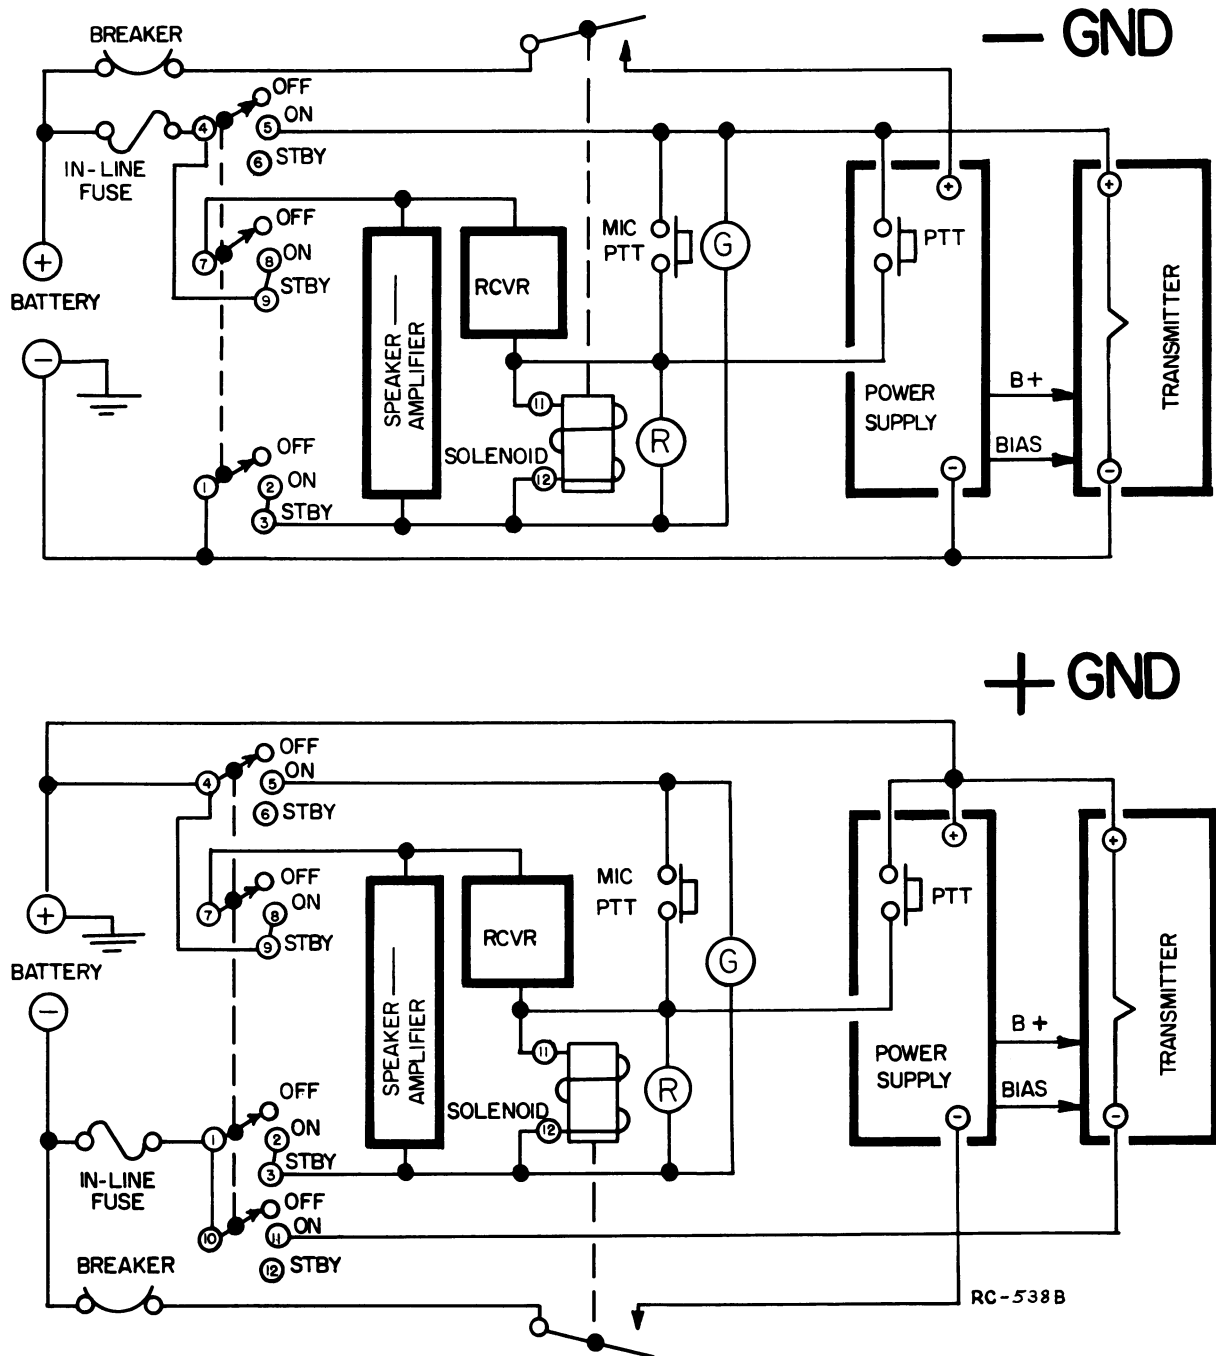 − GND
BREAKER
OFF
4
ON
5
STBY
6
IN-LINE
FUSE
OFF
7
ON
8
STBY
9
MIC
PTT
G
+
+
PTT
RCVR
+
BATTERY
−
SPEAKER —
AMPLIFIER
TRANSMITTER
11
SOLENOID
12
R
POWER
SUPPLY
B+
BIAS
−
−
OFF
1
ON
2
STBY
3
+ GND
OFF
4
ON
5
STBY
6
OFF
7
ON
8
STBY
9
MIC
PTT
G
+
+
PTT
RCVR
+
BATTERY
−
SPEAKER —
AMPLIFIER
TRANSMITTER
11
SOLENOID
12
R
POWER
SUPPLY
B+
BIAS
−
−
OFF
1
ON
2
STBY
3
IN-LINE
FUSE
OFF
10
ON
11
STBY
12
BREAKER
RC-538B